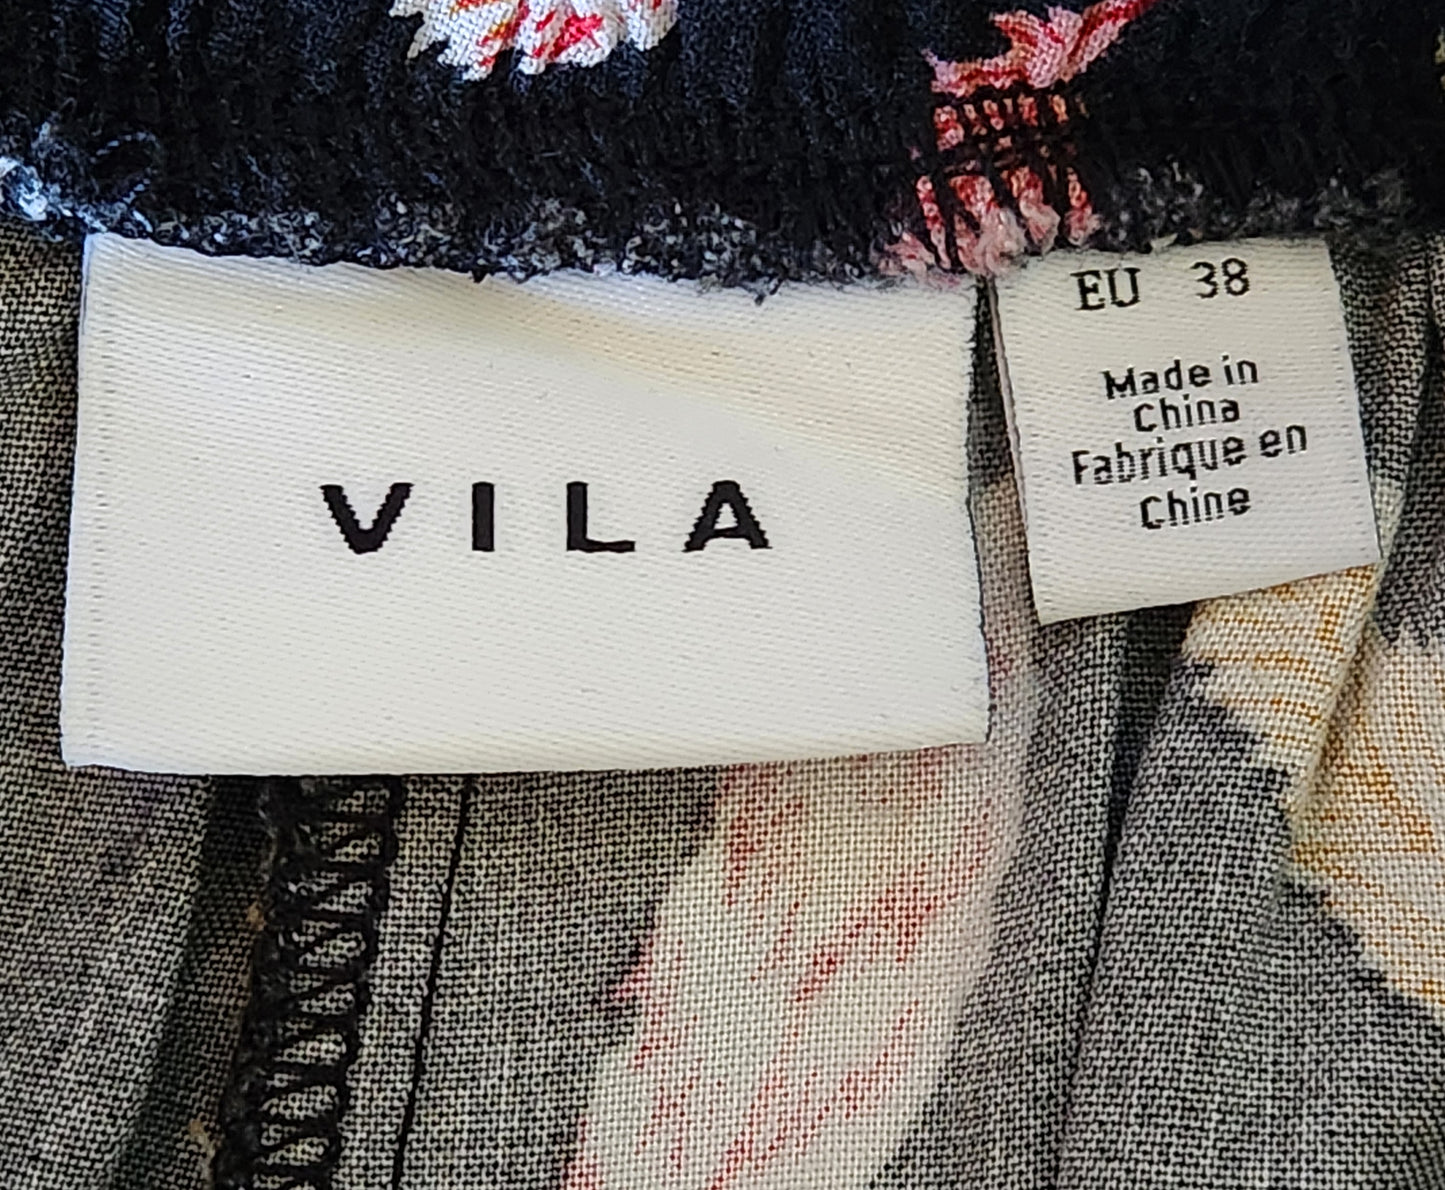 VILA
EU 38
Made in
China
Fabrique en
Chine